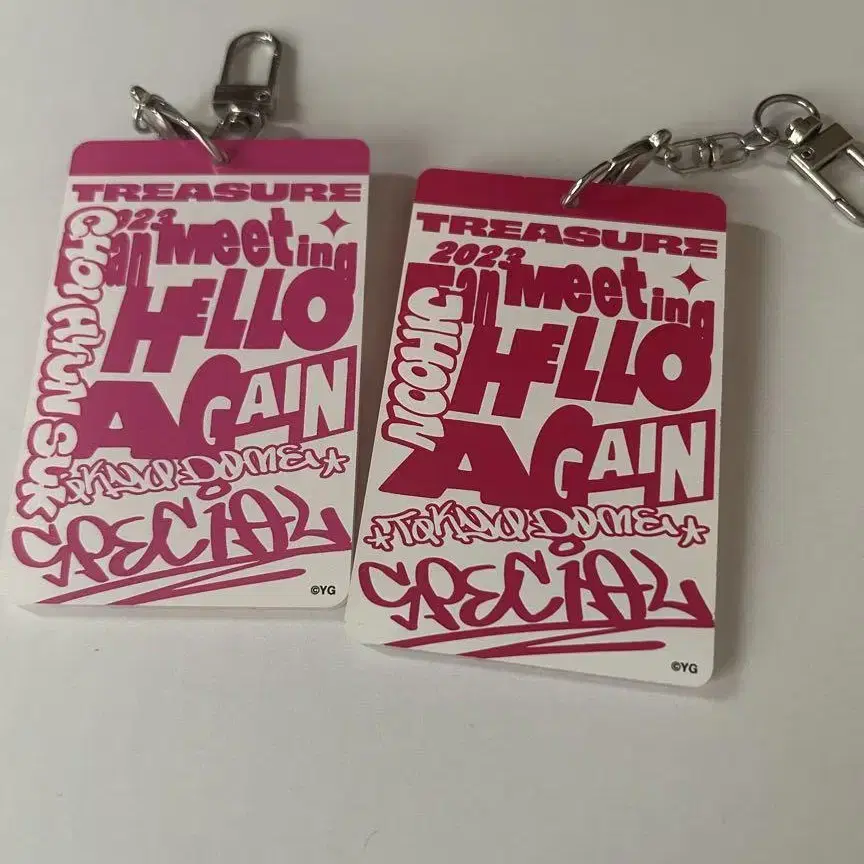 TREASURE
2023
Fan Meeting
HELLO
AGAIN
TOKYO DOME
SPECIAL
CHOI HYUN SUK
©YG
TREASURE
2023
Fan Meeting
HELLO
AGAIN
TOKYO DOME
SPECIAL
JIHOON
©YG